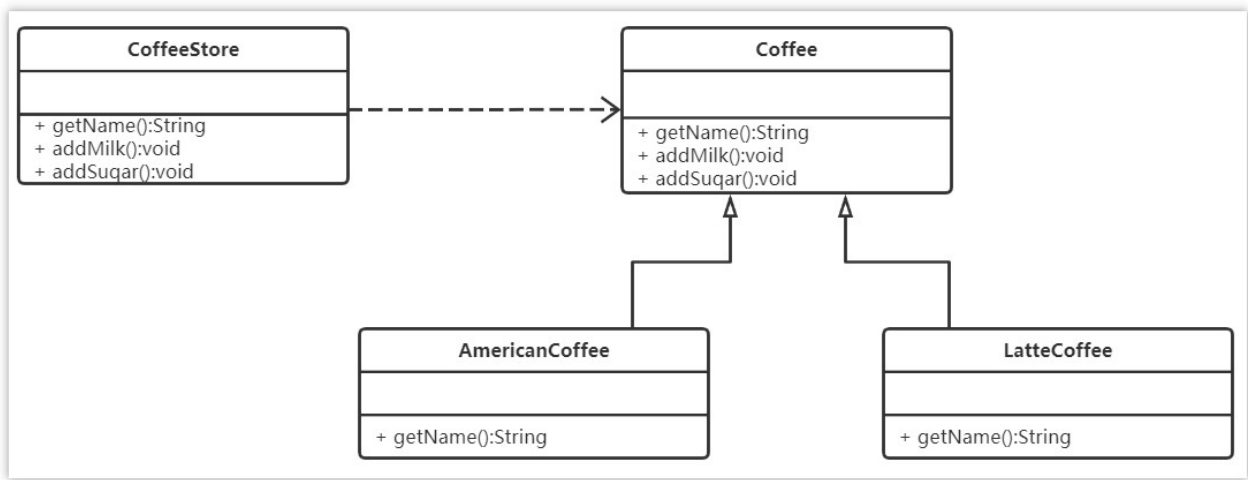 CoffeeStore
+ getName():String
+ addMilk():void
+ addSuqar():void
Coffee
+ getName():String
+ addMilk():void
+ addSuqar():void
AmericanCoffee
+ getName():String
LatteCoffee
+ getName():String